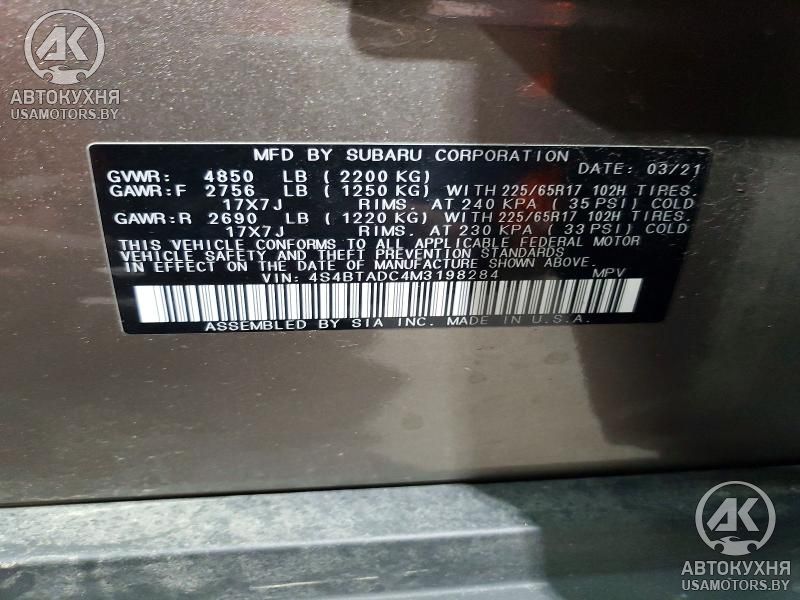 AK
АВТОКУХНЯ
USAMOTORS.BY
MFD BY SUBARU CORPORATION DATE: 03/21
GVWR: 4850 LB (2200 KG)
GAWR:F 2756 LB (1250 KG) WITH 225/65R17 102H TIRES.
17X7J RIMS. AT 240 KPA (35 PSI) COLD
GAWR:R 2690 LB (1220 KG) WITH 225/65R17 102H TIRES.
17X7J RIMS. AT 230 KPA (33 PSI) COLD
THIS VEHICLE CONFORMS TO ALL APPLICABLE FEDERAL MOTOR
VEHICLE SAFETY AND THEFT PREVENTION STANDARDS
IN EFFECT ON THE DATE OF MANUFACTURE SHOWN ABOVE.
VIN: 4S4BTADC4M3198284 MPV
ASSEMBLED BY SIA INC. MADE IN U.S.A.
AK
АВТОКУХНЯ
USAMOTORS.BY